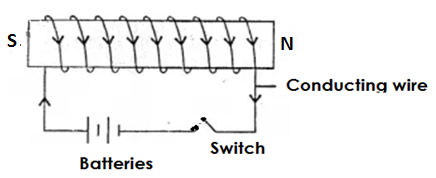 S.
N
Conducting wire
Switch
Batteries